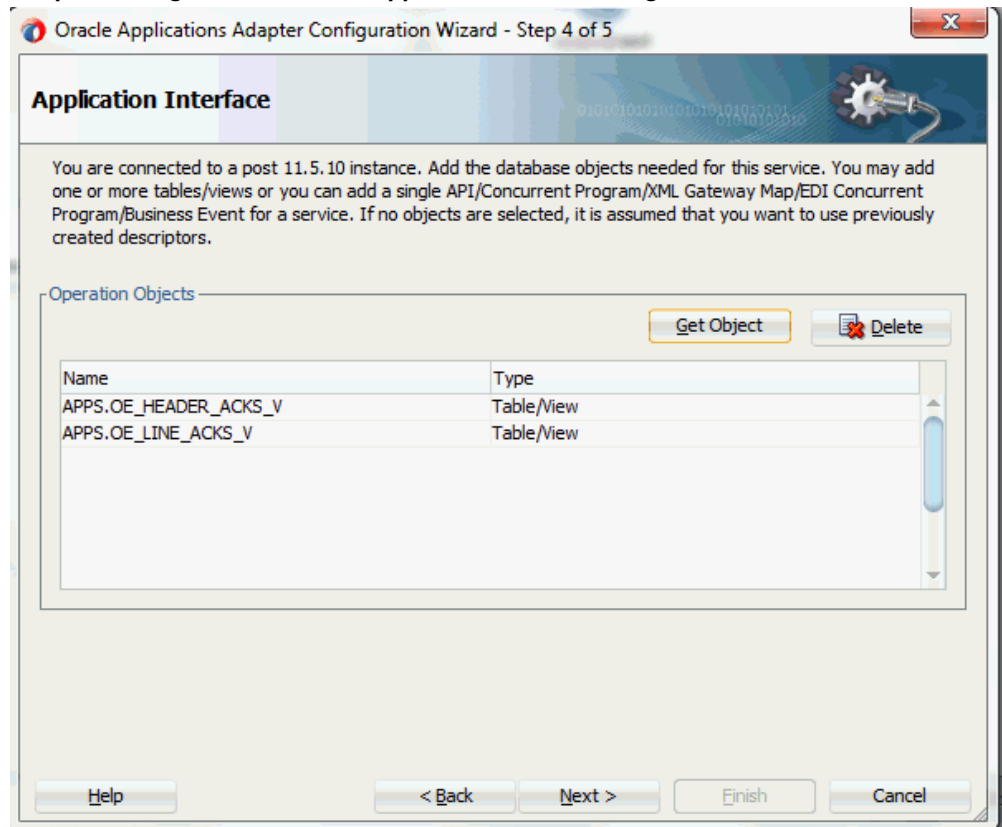 Oracle Applications Adapter Configuration Wizard - Step 4 of 5
Application Interface
You are connected to a post 11.5.10 instance. Add the database objects needed for this service. You may add
one or more tables/views or you can add a single API/Concurrent Program/XML Gateway Map/EDI Concurrent
Program/Business Event for a service. If no objects are selected, it is assumed that you want to use previously
created descriptors.
Operation Objects
Get Object Delete
Name Type
APPS.OE_HEADER_ACKS_V Table/View
APPS.OE_LINE_ACKS_V Table/View
Help < Back Next > Finish Cancel